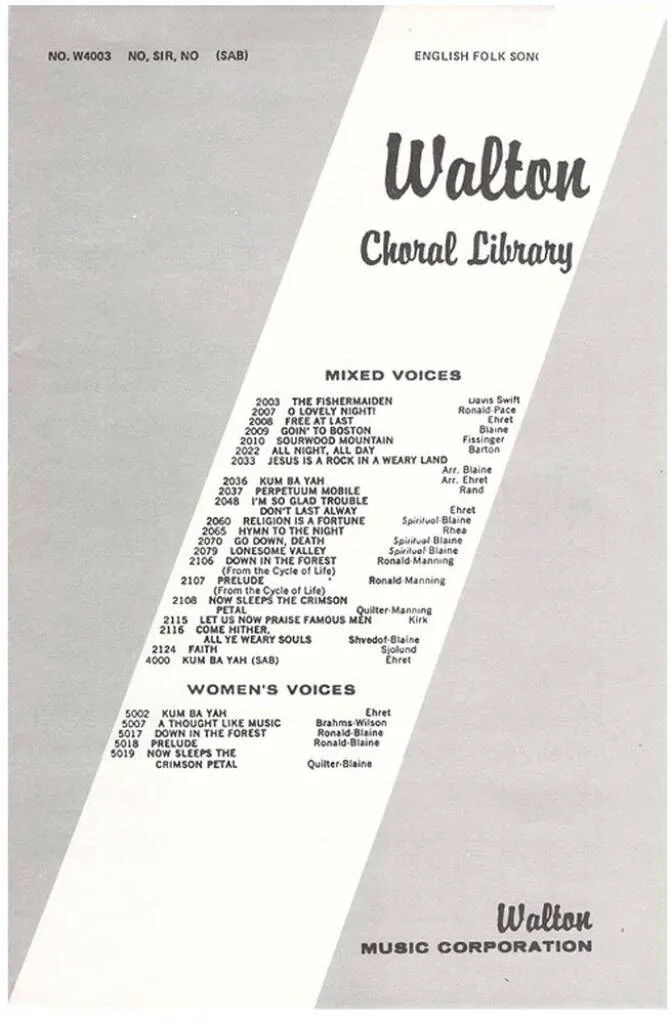 NO. W4003 NO, SIR, NO (SAB) ENGLISH FOLK SONG
Walton
Choral Library
MIXED VOICES
2003 THE FISHERMAIDEN Davis Swift
2007 O LOVELY NIGHT! Ronald-Pace
2008 FREE AT LAST Ehret
2009 GOIN' TO BOSTON Blaine
2010 SOURWOOD MOUNTAIN Fissinger
2022 ALL NIGHT, ALL DAY Barton
2033 JESUS IS A ROCK IN A WEARY LAND
Arr. Blaine
2036 KUM BA YAH Arr. Ehret
2037 PERPETUUM MOBILE Rand
2048 I'M SO GLAD TROUBLE
DON'T LAST ALWAY Ehret
2060 RELIGION IS A FORTUNE Spiritual-Blaine
2065 HYMN TO THE NIGHT Rhea
2070 GO DOWN, DEATH Spiritual-Blaine
2079 LONESOME VALLEY Spiritual-Blaine
2106 DOWN IN THE FOREST Ronald-Manning
(From the Cycle of Life)
2107 PRELUDE Ronald-Manning
(From the Cycle of Life)
2108 NOW SLEEPS THE CRIMSON
PETAL Quilter-Manning
2115 LET US NOW PRAISE FAMOUS MEN Kirk
2116 COME HITHER,
ALL YE WEARY SOULS Shvedof-Blaine
2124 FAITH Sjolund
4000 KUM BA YAH (SAB) Ehret
WOMEN'S VOICES
5002 KUM BA YAH Ehret
5007 A THOUGHT LIKE MUSIC Brahms-Wilson
5017 DOWN IN THE FOREST Ronald-Blaine
5018 PRELUDE Ronald-Blaine
5019 NOW SLEEPS THE
CRIMSON PETAL Quilter-Blaine
Walton
MUSIC CORPORATION